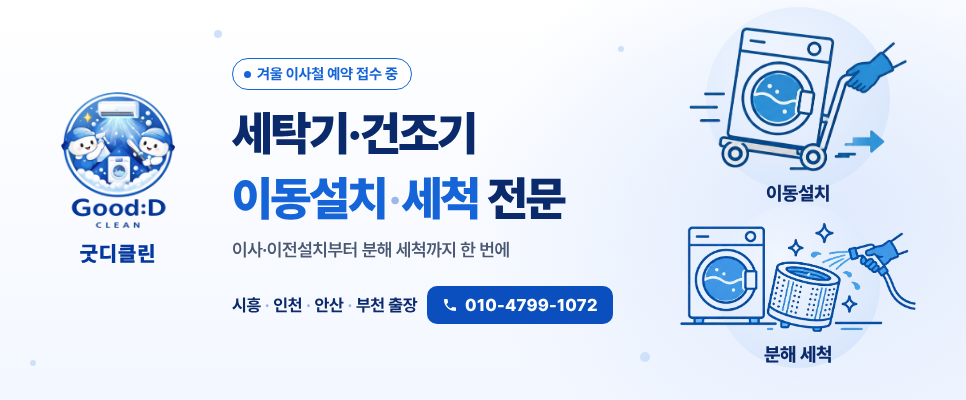 Good:D
CLEAN
굿디클린
겨울 이사철 예약 접수 중
세탁기·건조기
이동설치·세척 전문
이사·이전설치부터 분해 세척까지 한 번에
시흥 · 인천 · 안산 · 부천 출장
010-4799-1072
이동설치
분해 세척